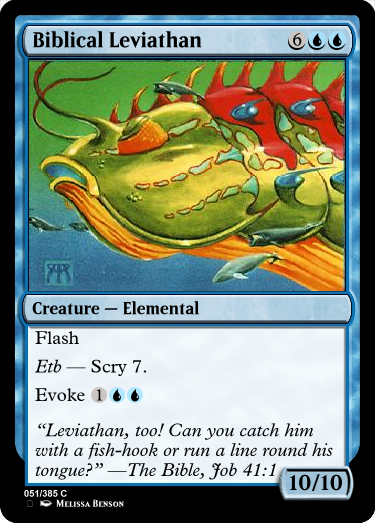 Biblical Leviathan 6
Creature — Elemental
Flash
Etb — Scry 7.
Evoke 1
“Leviathan, too! Can you catch him
with a fish-hook or run a line round his
tongue?” —The Bible, Job 41:1
10/10
051/385 C
Melissa Benson